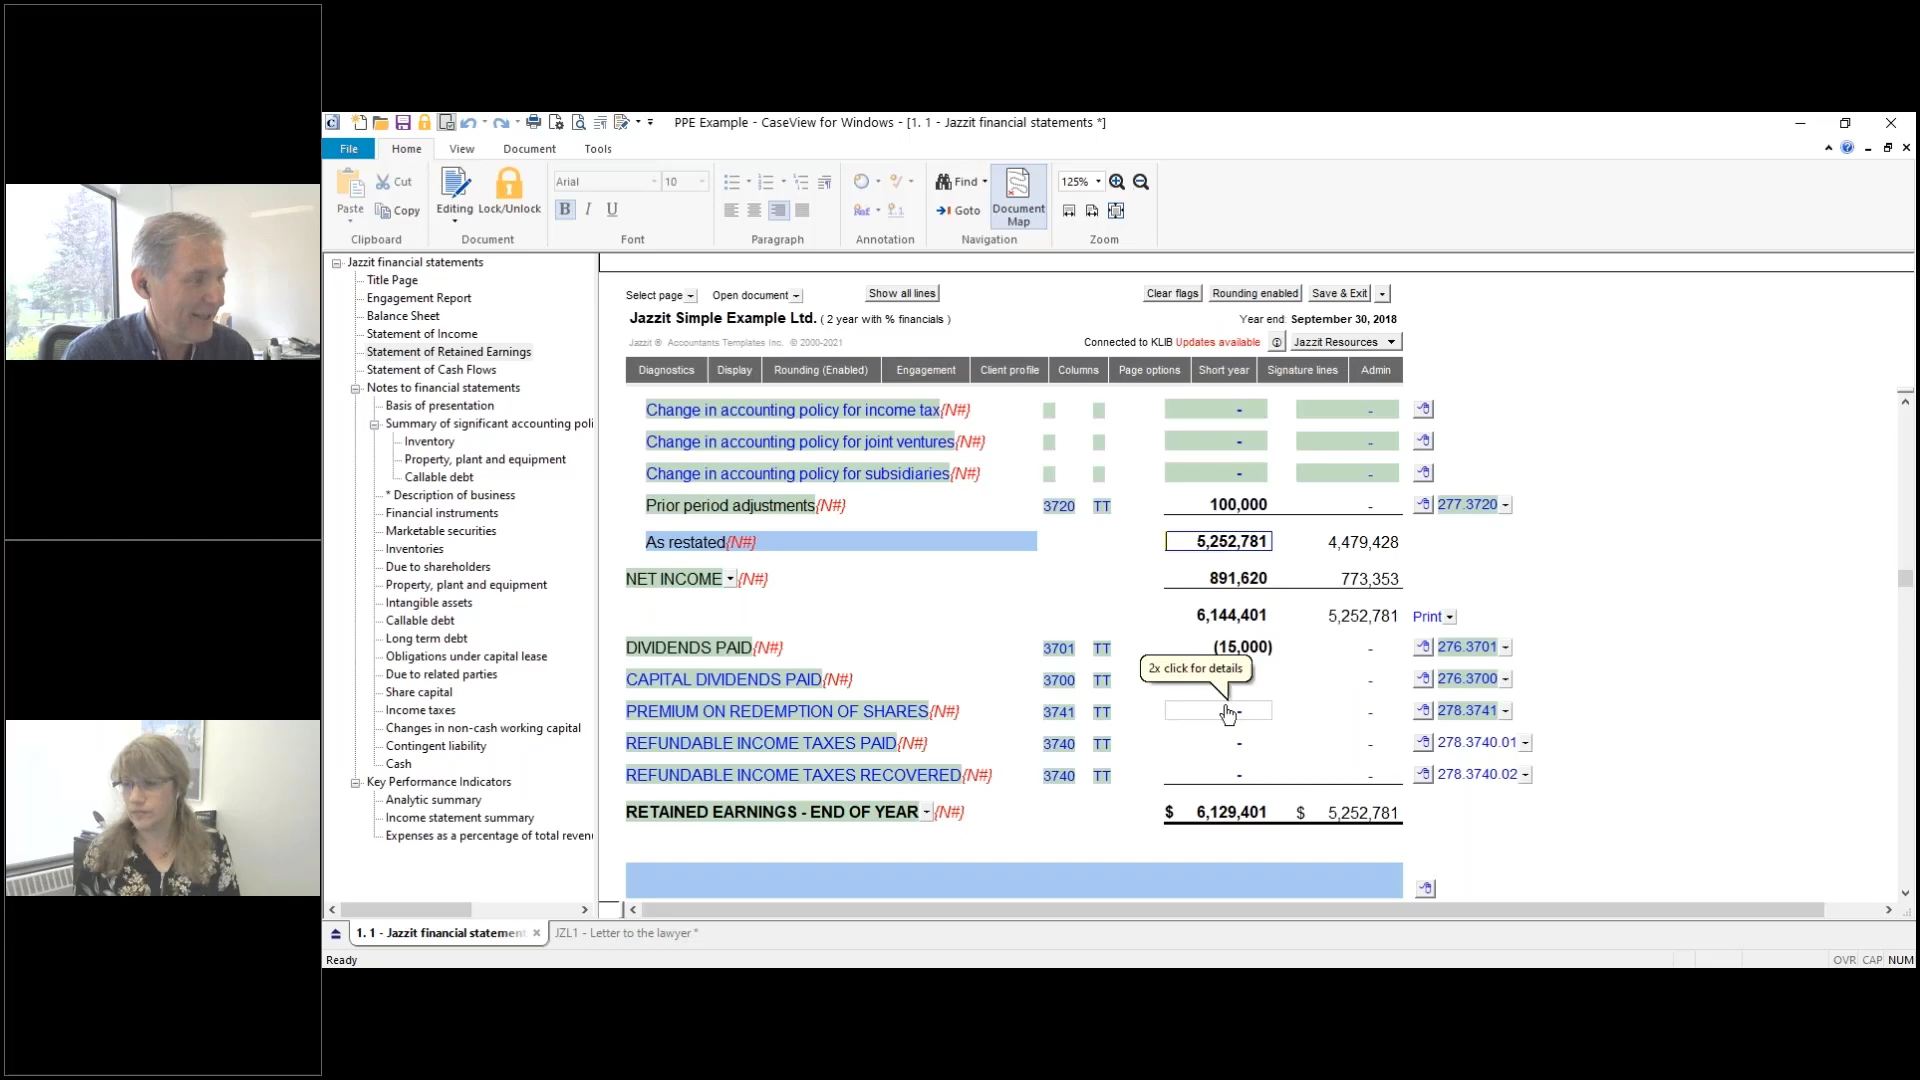 PPE Example - CaseView for Windows - [1. 1 - Jazzit financial statements *]
File Home View Document Tools
Paste Cut Copy Editing Lock/Unlock Arial 10 B I U Find Goto Document Map 125%
Clipboard Document Font Paragraph Annotation Navigation Zoom
Jazzit financial statements
Title Page
Engagement Report
Balance Sheet
Statement of Income
Statement of Retained Earnings
Statement of Cash Flows
Notes to financial statements
Basis of presentation
Summary of significant accounting poli
Inventory
Property, plant and equipment
Callable debt
* Description of business
Financial instruments
Marketable securities
Inventories
Due to shareholders
Property, plant and equipment
Intangible assets
Callable debt
Long term debt
Obligations under capital lease
Due to related parties
Share capital
Income taxes
Changes in non-cash working capital
Contingent liability
Cash
Key Performance Indicators
Analytic summary
Income statement summary
Expenses as a percentage of total reven
Select page Open document Show all lines Clear flags Rounding enabled Save & Exit
Jazzit Simple Example Ltd. ( 2 year with % financials ) Year end: September 30, 2018
Jazzit ® Accountants Templates Inc. © 2000-2021 Connected to KLIB Updates available Jazzit Resources
Diagnostics Display Rounding (Enabled) Engagement Client profile Columns Page options Short year Signature lines Admin
Change in accounting policy for income tax{N#} - -
Change in accounting policy for joint ventures{N#} - -
Change in accounting policy for subsidiaries{N#} - -
Prior period adjustments{N#} 3720 TT 100,000 - 277.3720
As restated{N#} 5,252,781 4,479,428
NET INCOME {N#} 891,620 773,353
6,144,401 5,252,781 Print
DIVIDENDS PAID{N#} 3701 TT (15,000) - 276.3701
2x click for details
CAPITAL DIVIDENDS PAID{N#} 3700 TT - 276.3700
PREMIUM ON REDEMPTION OF SHARES{N#} 3741 TT - - 278.3741
REFUNDABLE INCOME TAXES PAID{N#} 3740 TT - - 278.3740.01
REFUNDABLE INCOME TAXES RECOVERED{N#} 3740 TT - - 278.3740.02
RETAINED EARNINGS - END OF YEAR {N#} $ 6,129,401 $ 5,252,781
1. 1 - Jazzit financial statemen JZL1 - Letter to the lawyer *
Ready OVR CAP NUM